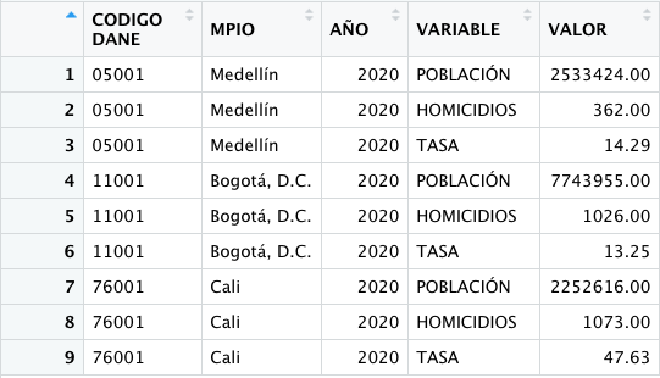 CODIGO DANE MPIO AÑO VARIABLE VALOR
1 05001 Medellín 2020 POBLACIÓN 2533424.00
2 05001 Medellín 2020 HOMICIDIOS 362.00
3 05001 Medellín 2020 TASA 14.29
4 11001 Bogotá, D.C. 2020 POBLACIÓN 7743955.00
5 11001 Bogotá, D.C. 2020 HOMICIDIOS 1026.00
6 11001 Bogotá, D.C. 2020 TASA 13.25
7 76001 Cali 2020 POBLACIÓN 2252616.00
8 76001 Cali 2020 HOMICIDIOS 1073.00
9 76001 Cali 2020 TASA 47.63